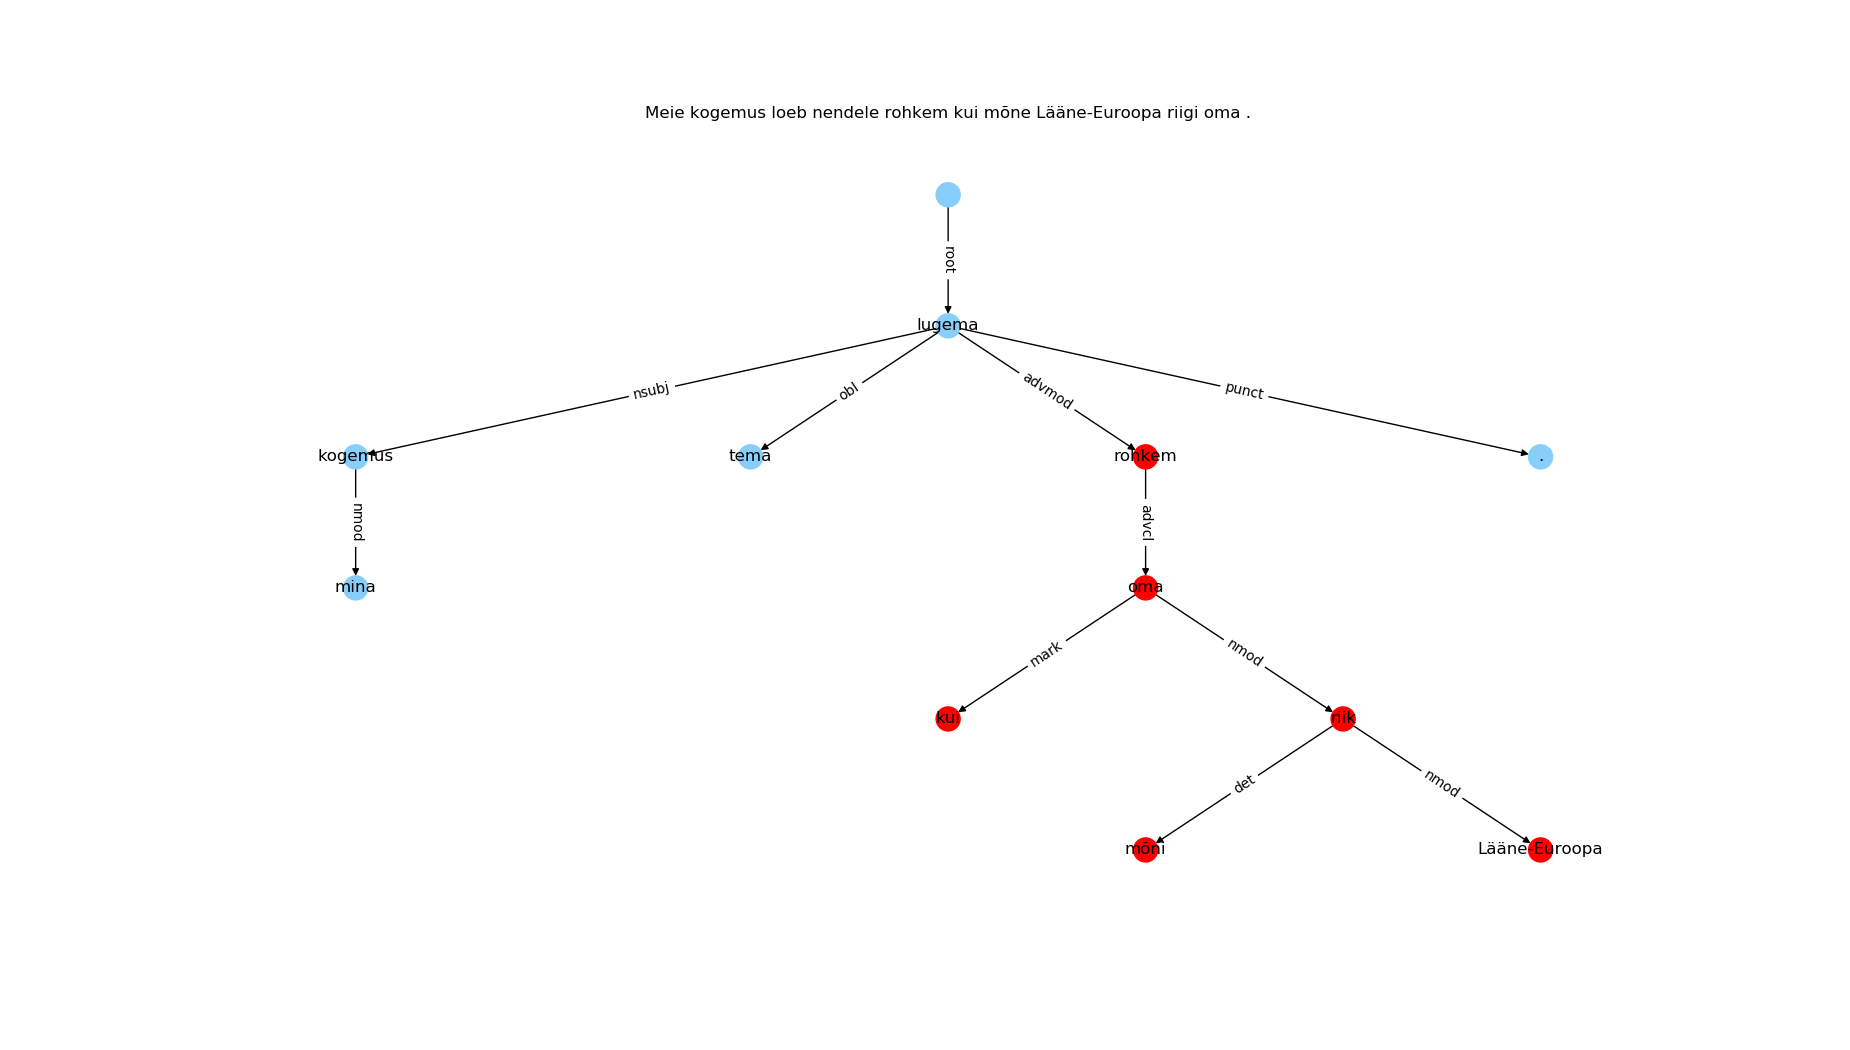 Meie kogemus loeb nendele rohkem kui mõne Lääne-Euroopa riigi oma .
root
lugema
nsubj
obl
advmod
punct
kogemus
tema
rohkem
.
nmod
advcl
mina
oma
mark
nmod
kui
riik
det
nmod
mõni
Lääne-Euroopa